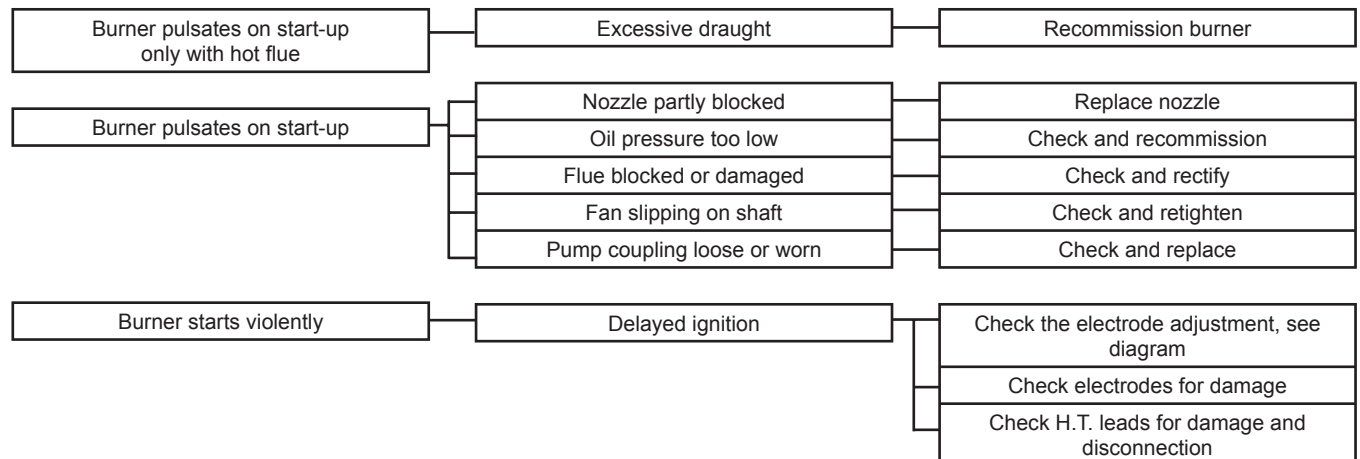 Burner pulsates on start-up
only with hot flue
Excessive draught
Recommission burner
Burner pulsates on start-up
Nozzle partly blocked
Replace nozzle
Oil pressure too low
Check and recommission
Flue blocked or damaged
Check and rectify
Fan slipping on shaft
Check and retighten
Pump coupling loose or worn
Check and replace
Burner starts violently
Delayed ignition
Check the electrode adjustment, see
diagram
Check electrodes for damage
Check H.T. leads for damage and
disconnection